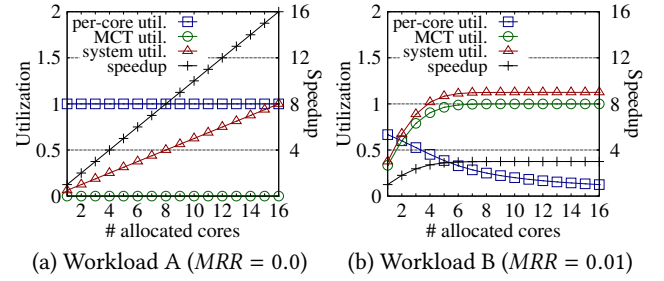 per-core util.
MCT util.
system util.
speedup
Utilization
2
1.5
1
0.5
0
16
12
8
4
Speedup
2 4 6 8 10 12 14 16
# allocated cores
(a) Workload A (MRR = 0.0)
per-core util.
MCT util.
system util.
speedup
Utilization
2
1.5
1
0.5
0
16
12
8
4
Speedup
2 4 6 8 10 12 14 16
# allocated cores
(b) Workload B (MRR = 0.01)